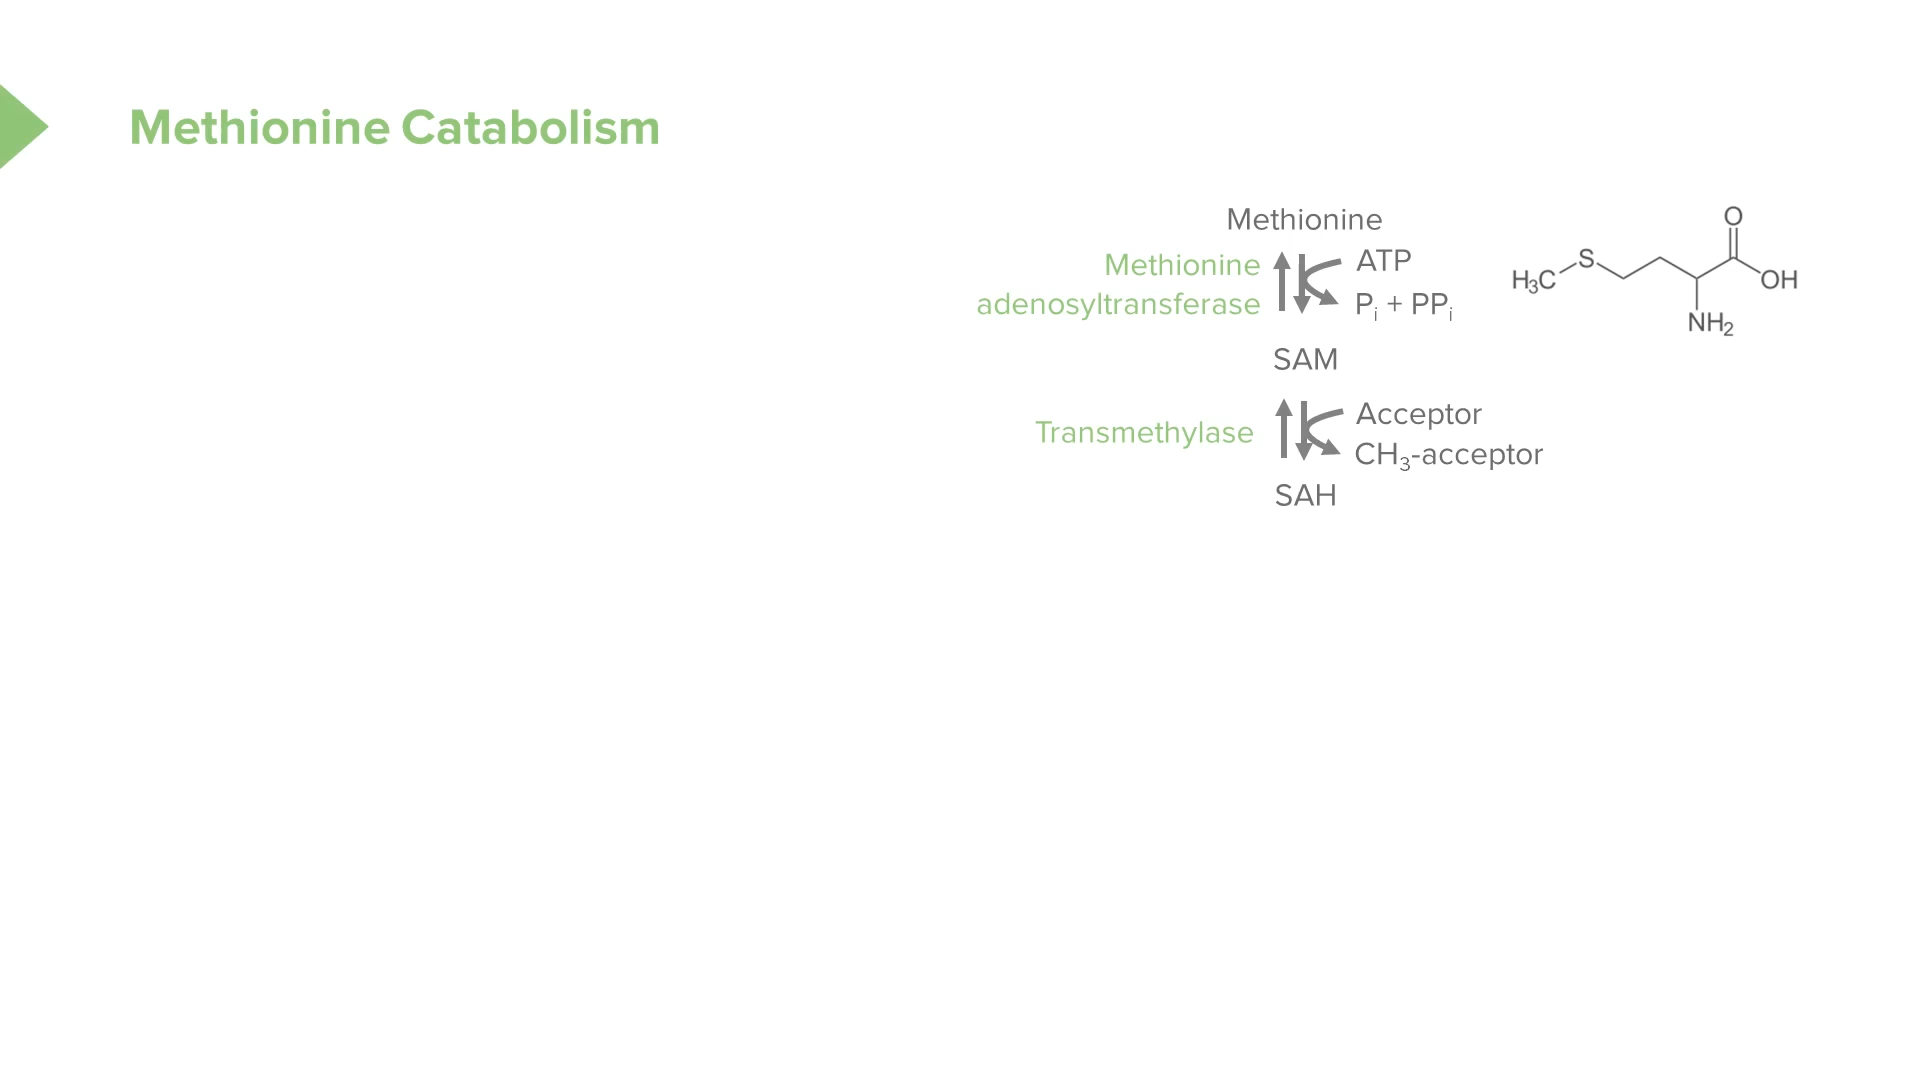 Methionine Catabolism
Methionine
Methionine
adenosyltransferase
ATP
Pi + PPi
SAM
Transmethylase
Acceptor
CH3-acceptor
SAH
O
S
H3C
OH
NH2